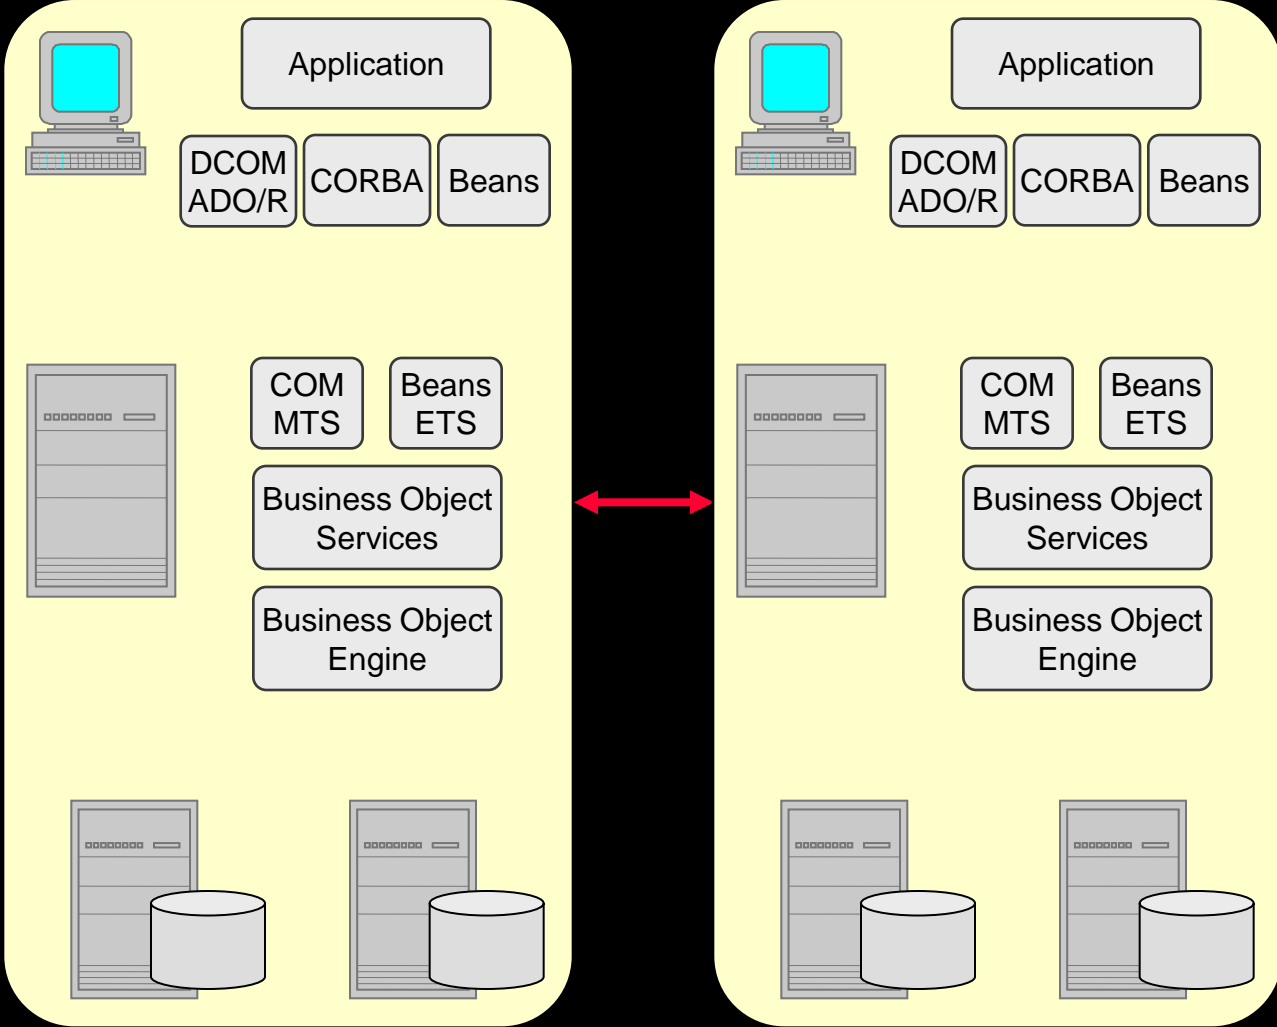 Application
DCOM
ADO/R
CORBA
Beans
COM
MTS
Beans
ETS
Business Object
Services
Business Object
Engine
Application
DCOM
ADO/R
CORBA
Beans
COM
MTS
Beans
ETS
Business Object
Services
Business Object
Engine